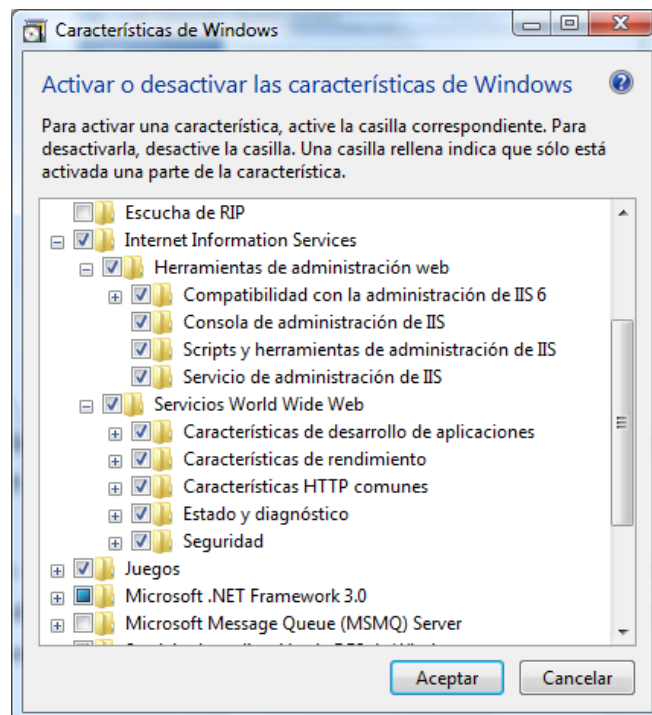 Características de Windows
Activar o desactivar las características de Windows
Para activar una característica, active la casilla correspondiente. Para
desactivarla, desactive la casilla. Una casilla rellena indica que sólo está
activada una parte de la característica.
Escucha de RIP
Internet Information Services
Herramientas de administración web
Compatibilidad con la administración de IIS 6
Consola de administración de IIS
Scripts y herramientas de administración de IIS
Servicio de administración de IIS
Servicios World Wide Web
Características de desarrollo de aplicaciones
Características de rendimiento
Características HTTP comunes
Estado y diagnóstico
Seguridad
Juegos
Microsoft .NET Framework 3.0
Microsoft Message Queue (MSMQ) Server
Aceptar
Cancelar